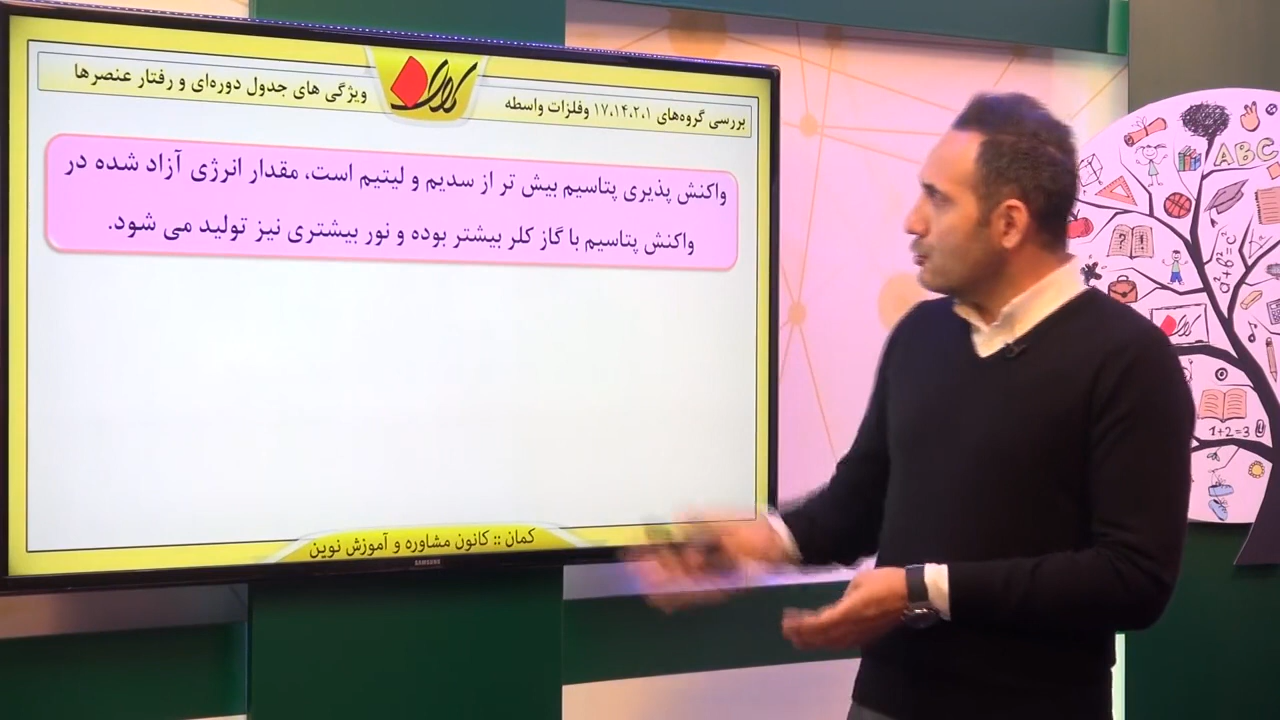 بررسی گروه‌های ۱،۲،۱۴،۱۷ وفلزات واسطه
کمان
ویژگی های جدول دوره‌ای و رفتار عنصرها
واکنش پذیری پتاسیم بیش تر از سدیم و لیتیم است، مقدار انرژی آزاد شده در
واکنش پتاسیم با گاز کلر بیشتر بوده و نور بیشتری نیز تولید می شود.
کمان :: کانون مشاوره و آموزش نوین
SAMSUNG
ABC
1+2=3